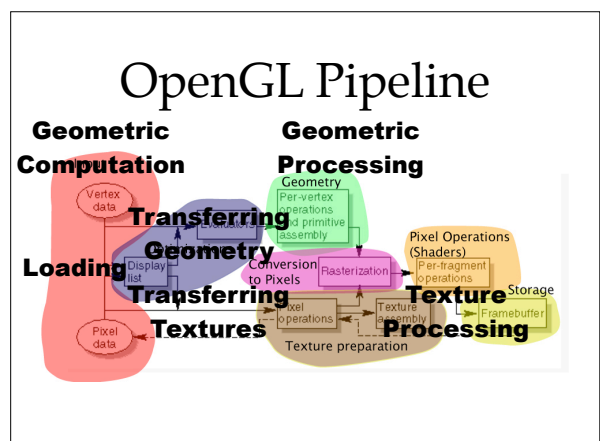 OpenGL Pipeline
Geometric
Computation
Geometric
Processing
Vertex
data
Transferring
Geometry
Geometry
Per-vertex
operations
and primitive
assembly
Loading
Display
list
Conversion
to Pixels
Rasterization
Pixel Operations
(Shaders)
Per-fragment
operations
Transferring
Textures
Pixel
data
Pixel
operations
Texture
assembly
Texture preparation
Texture
Processing
Storage
Framebuffer